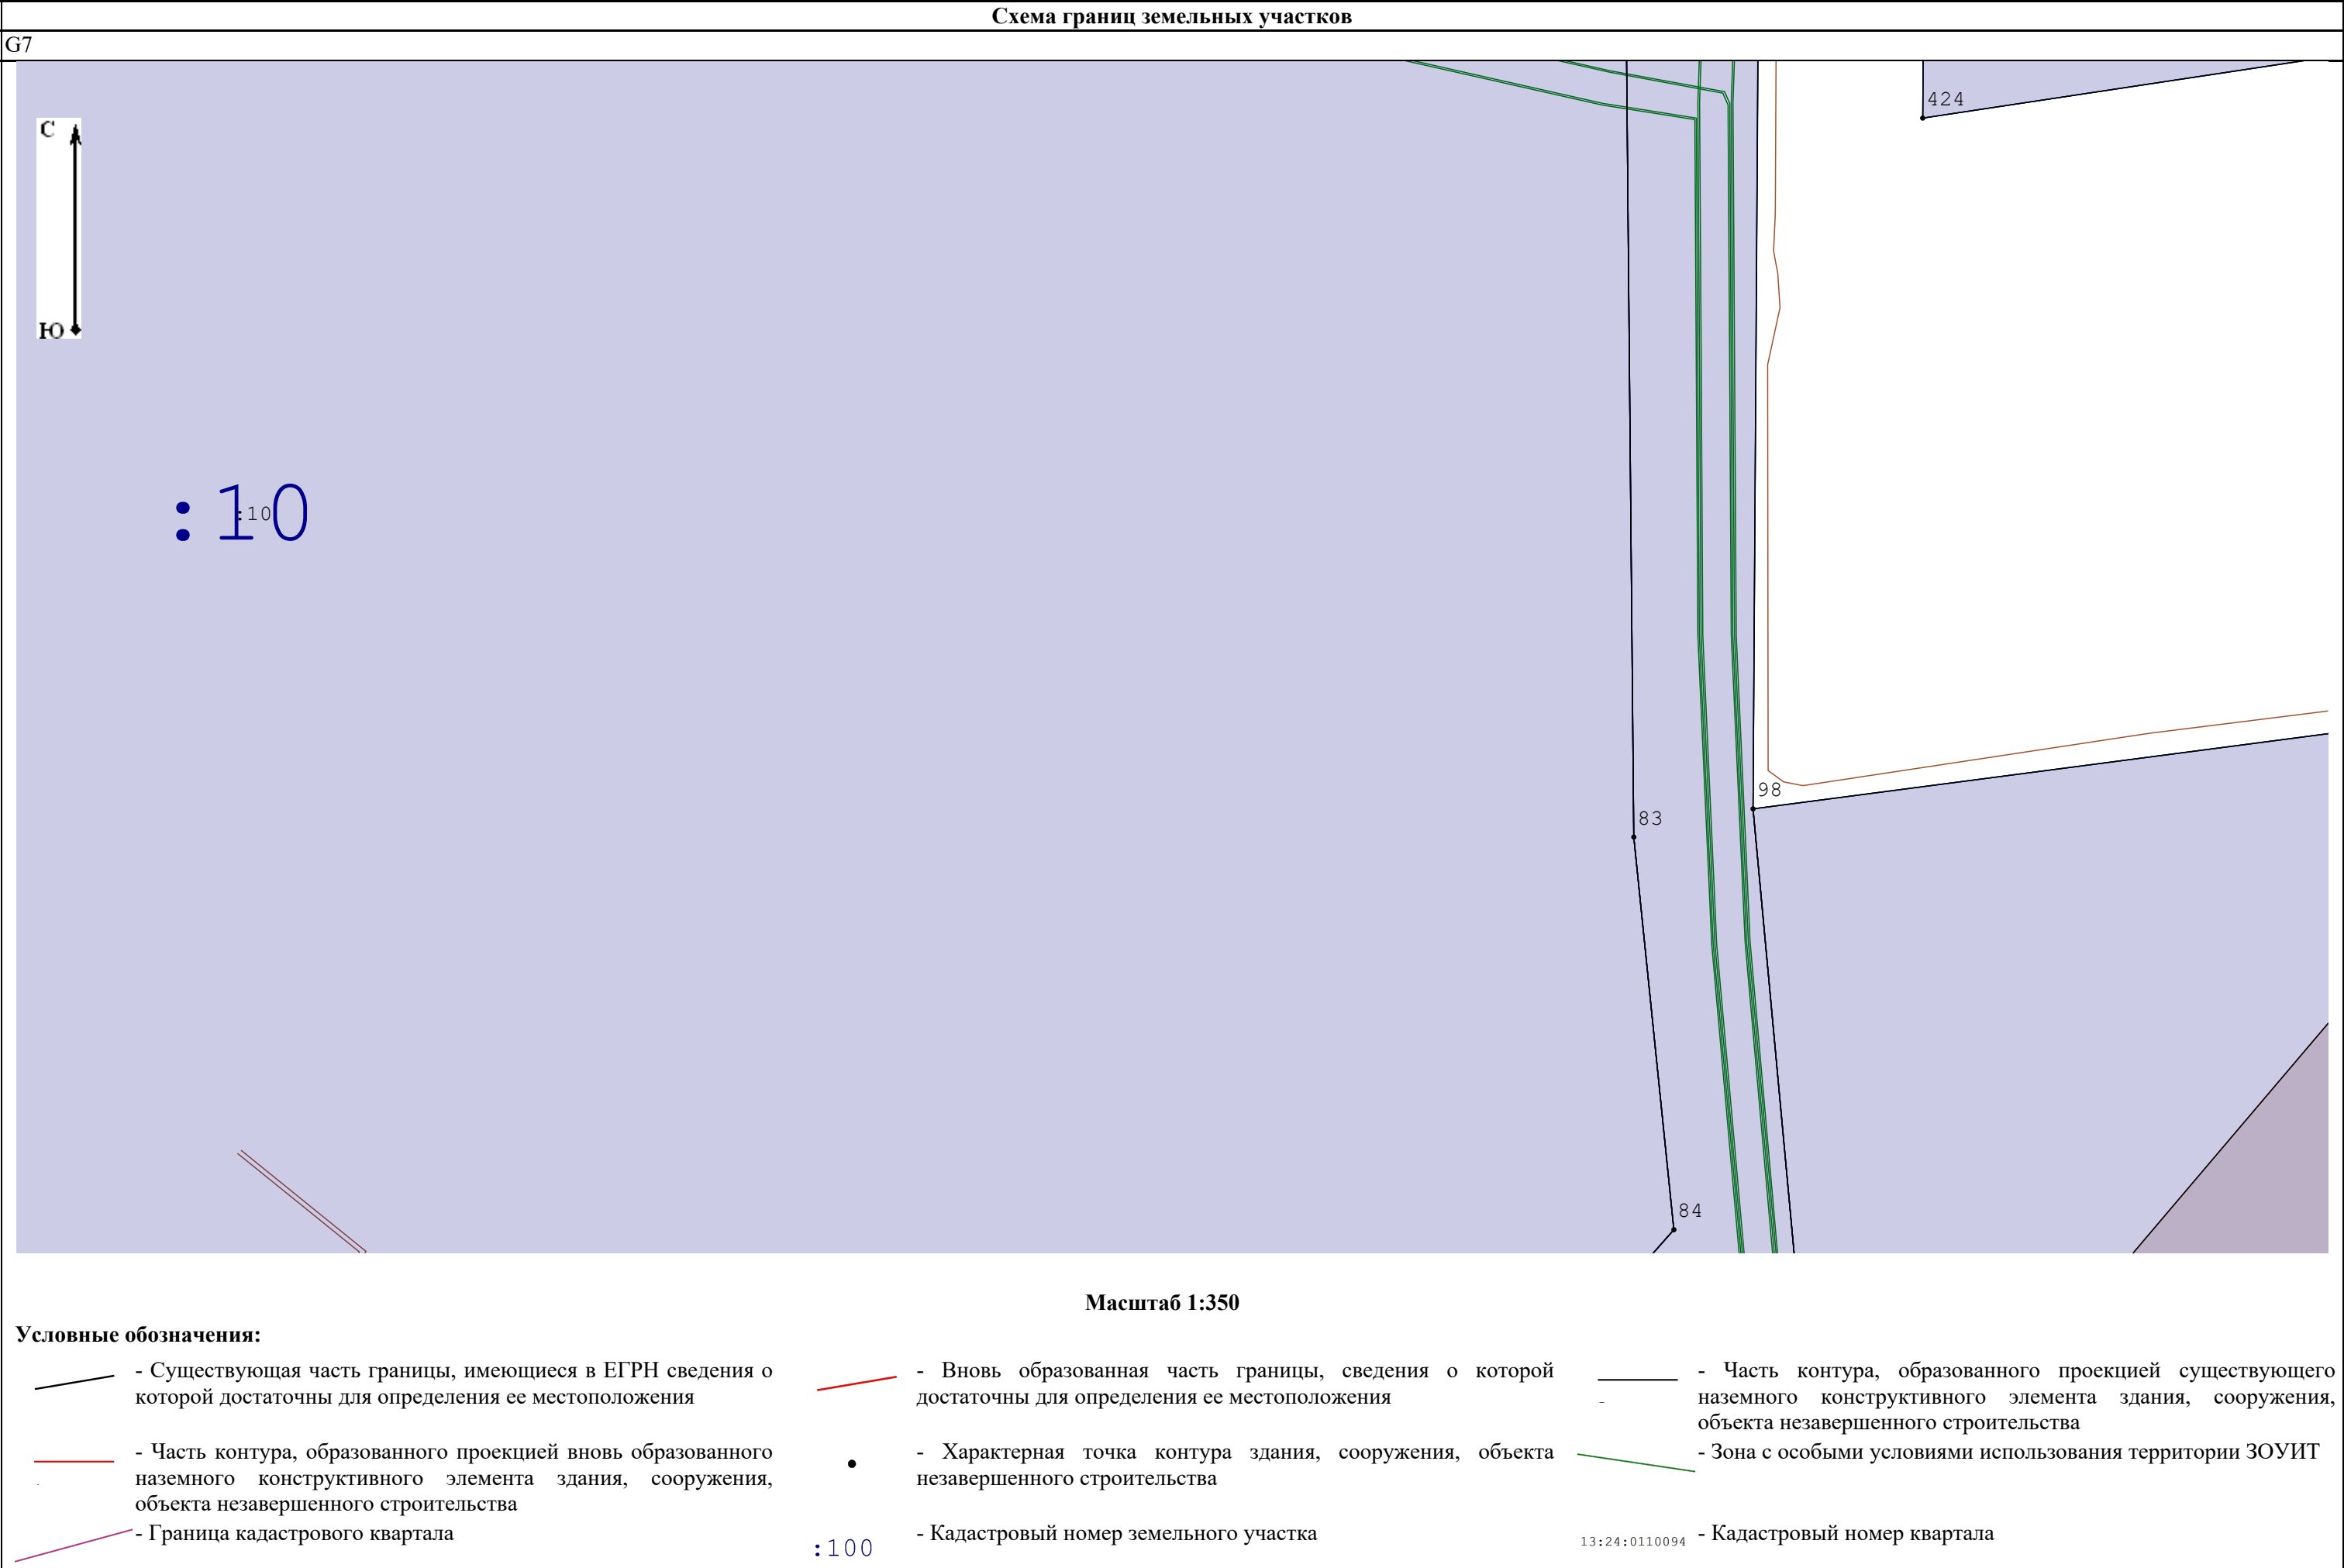 Схема границ земельных участков
G7
424
С
Ю
:10
:10
98
83
84
Масштаб 1:350
Условные обозначения:
- Существующая часть границы, имеющиеся в ЕГРН сведения о
которой достаточны для определения ее местоположения
- Вновь образованная часть границы, сведения о которой
достаточны для определения ее местоположения
- Часть контура, образованного проекцией существующего
наземного конструктивного элемента здания, сооружения,
объекта незавершенного строительства
- Часть контура, образованного проекцией вновь образованного
наземного конструктивного элемента здания, сооружения,
объекта незавершенного строительства
- Характерная точка контура здания, сооружения, объекта
незавершенного строительства
- Зона с особыми условиями использования территории ЗОУИТ
- Граница кадастрового квартала
:100
- Кадастровый номер земельного участка
13:24:0110094
- Кадастровый номер квартала